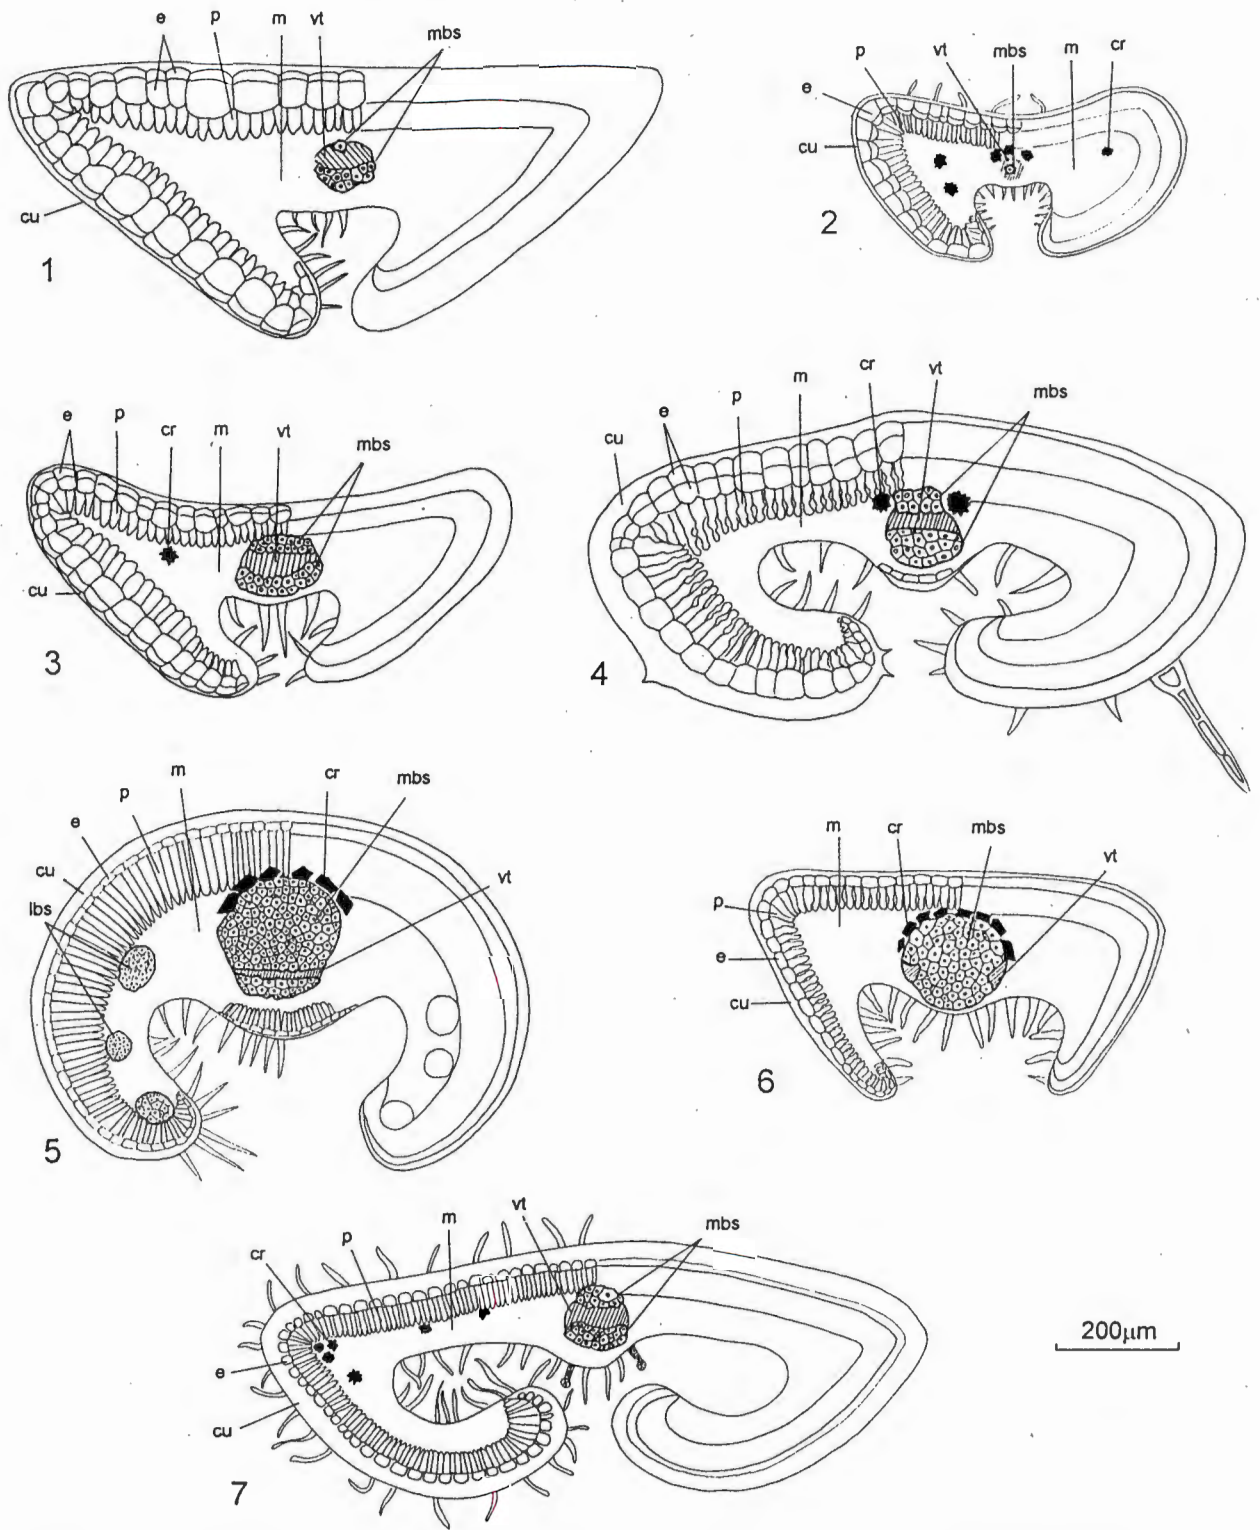 e p m vt mbs
cu
1
p vt mbs m cr
e
cu
2
e p cr m vt mbs
cu
3
cr vt
m mbs
p
e
cu
4
m cr mbs
p
e
cu vt
lbs
5
m cr mbs vt
p
e
cu
6
vt mbs
m
p
cr
e
cu
7
200μm